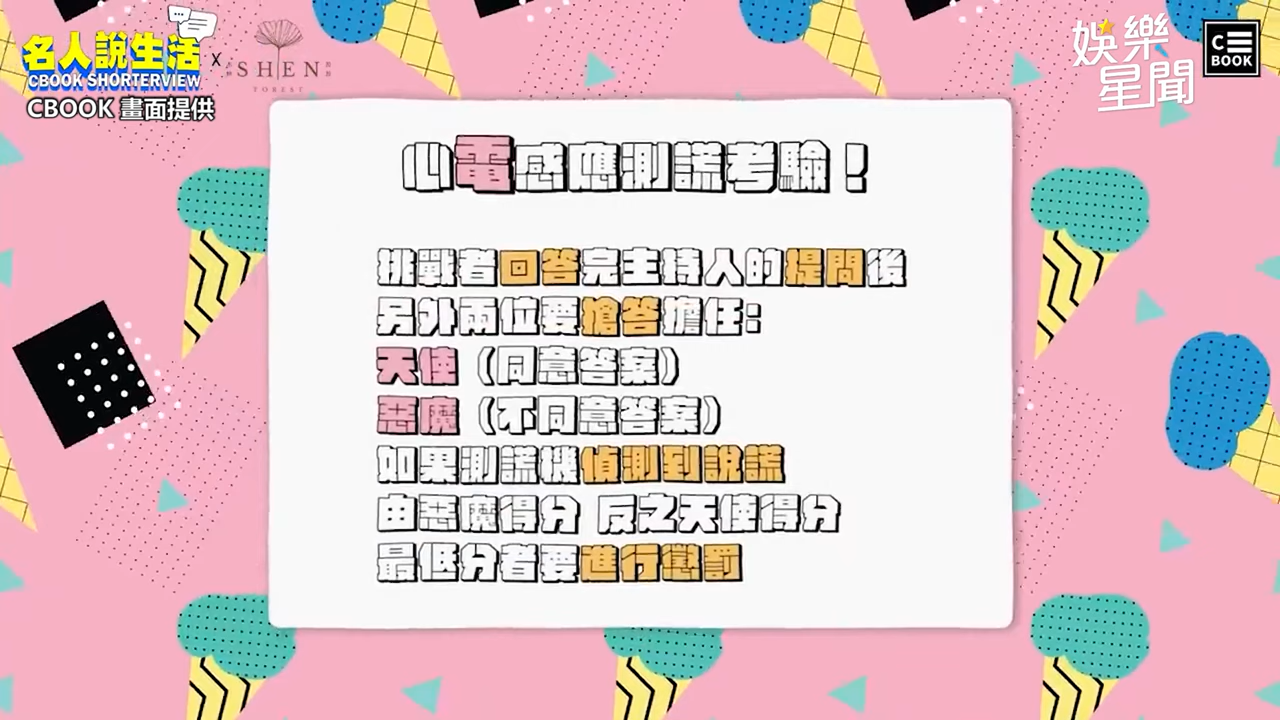 名人說生活
CBOOK SHORTERVIEW
CBOOK 畫面提供
x
SHEN
FOREST
娛樂
星聞
C
BOOK
心電感應測謊考驗！
挑戰者回答完主持人的提問後
另外兩位要搶答擔任：
天使（同意答案）
惡魔（不同意答案）
如果測謊機偵測到說謊
由惡魔得分 反之天使得分
最低分者要進行懲罰